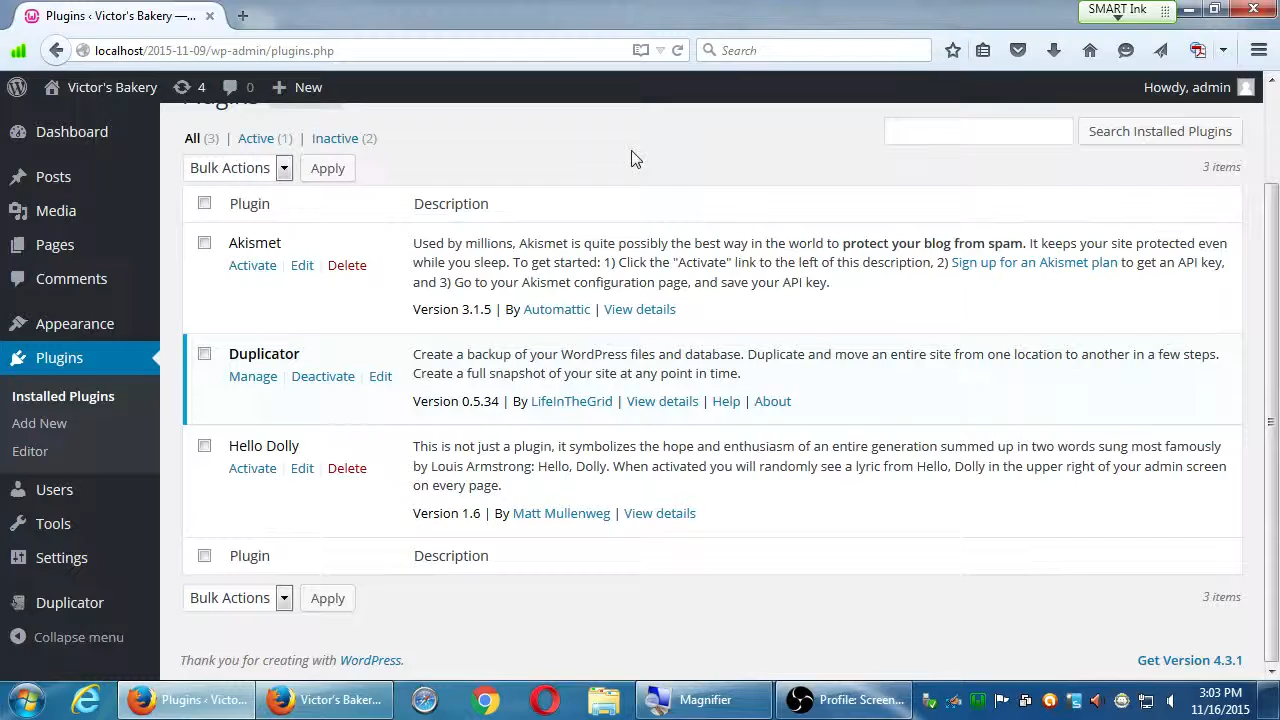 Plugins ‹ Victor's Bakery —...
SMART Ink
localhost/2015-11-09/wp-admin/plugins.php
Search
Victor's Bakery
4
0
New
Howdy, admin
Dashboard
Posts
Media
Pages
Comments
Appearance
Plugins
Installed Plugins
Add New
Editor
Users
Tools
Settings
Duplicator
Collapse menu
Plugins
All (3) | Active (1) | Inactive (2)
Search Installed Plugins
Bulk Actions
Apply
3 items
Plugin
Description
Akismet
Activate | Edit | Delete
Used by millions, Akismet is quite possibly the best way in the world to protect your blog from spam. It keeps your site protected even
while you sleep. To get started: 1) Click the "Activate" link to the left of this description, 2) Sign up for an Akismet plan to get an API key,
and 3) Go to your Akismet configuration page, and save your API key.
Version 3.1.5 | By Automattic | View details
Duplicator
Manage | Deactivate | Edit
Create a backup of your WordPress files and database. Duplicate and move an entire site from one location to another in a few steps.
Create a full snapshot of your site at any point in time.
Version 0.5.34 | By LifeInTheGrid | View details | Help | About
Hello Dolly
Activate | Edit | Delete
This is not just a plugin, it symbolizes the hope and enthusiasm of an entire generation summed up in two words sung most famously
by Louis Armstrong: Hello, Dolly. When activated you will randomly see a lyric from Hello, Dolly in the upper right of your admin screen
on every page.
Version 1.6 | By Matt Mullenweg | View details
Plugin
Description
Bulk Actions
Apply
3 items
Thank you for creating with WordPress.
Get Version 4.3.1
Plugins ‹ Victo...
Victor's Bakery...
Magnifier
Profile: Screen...
3:03 PM
11/16/2015